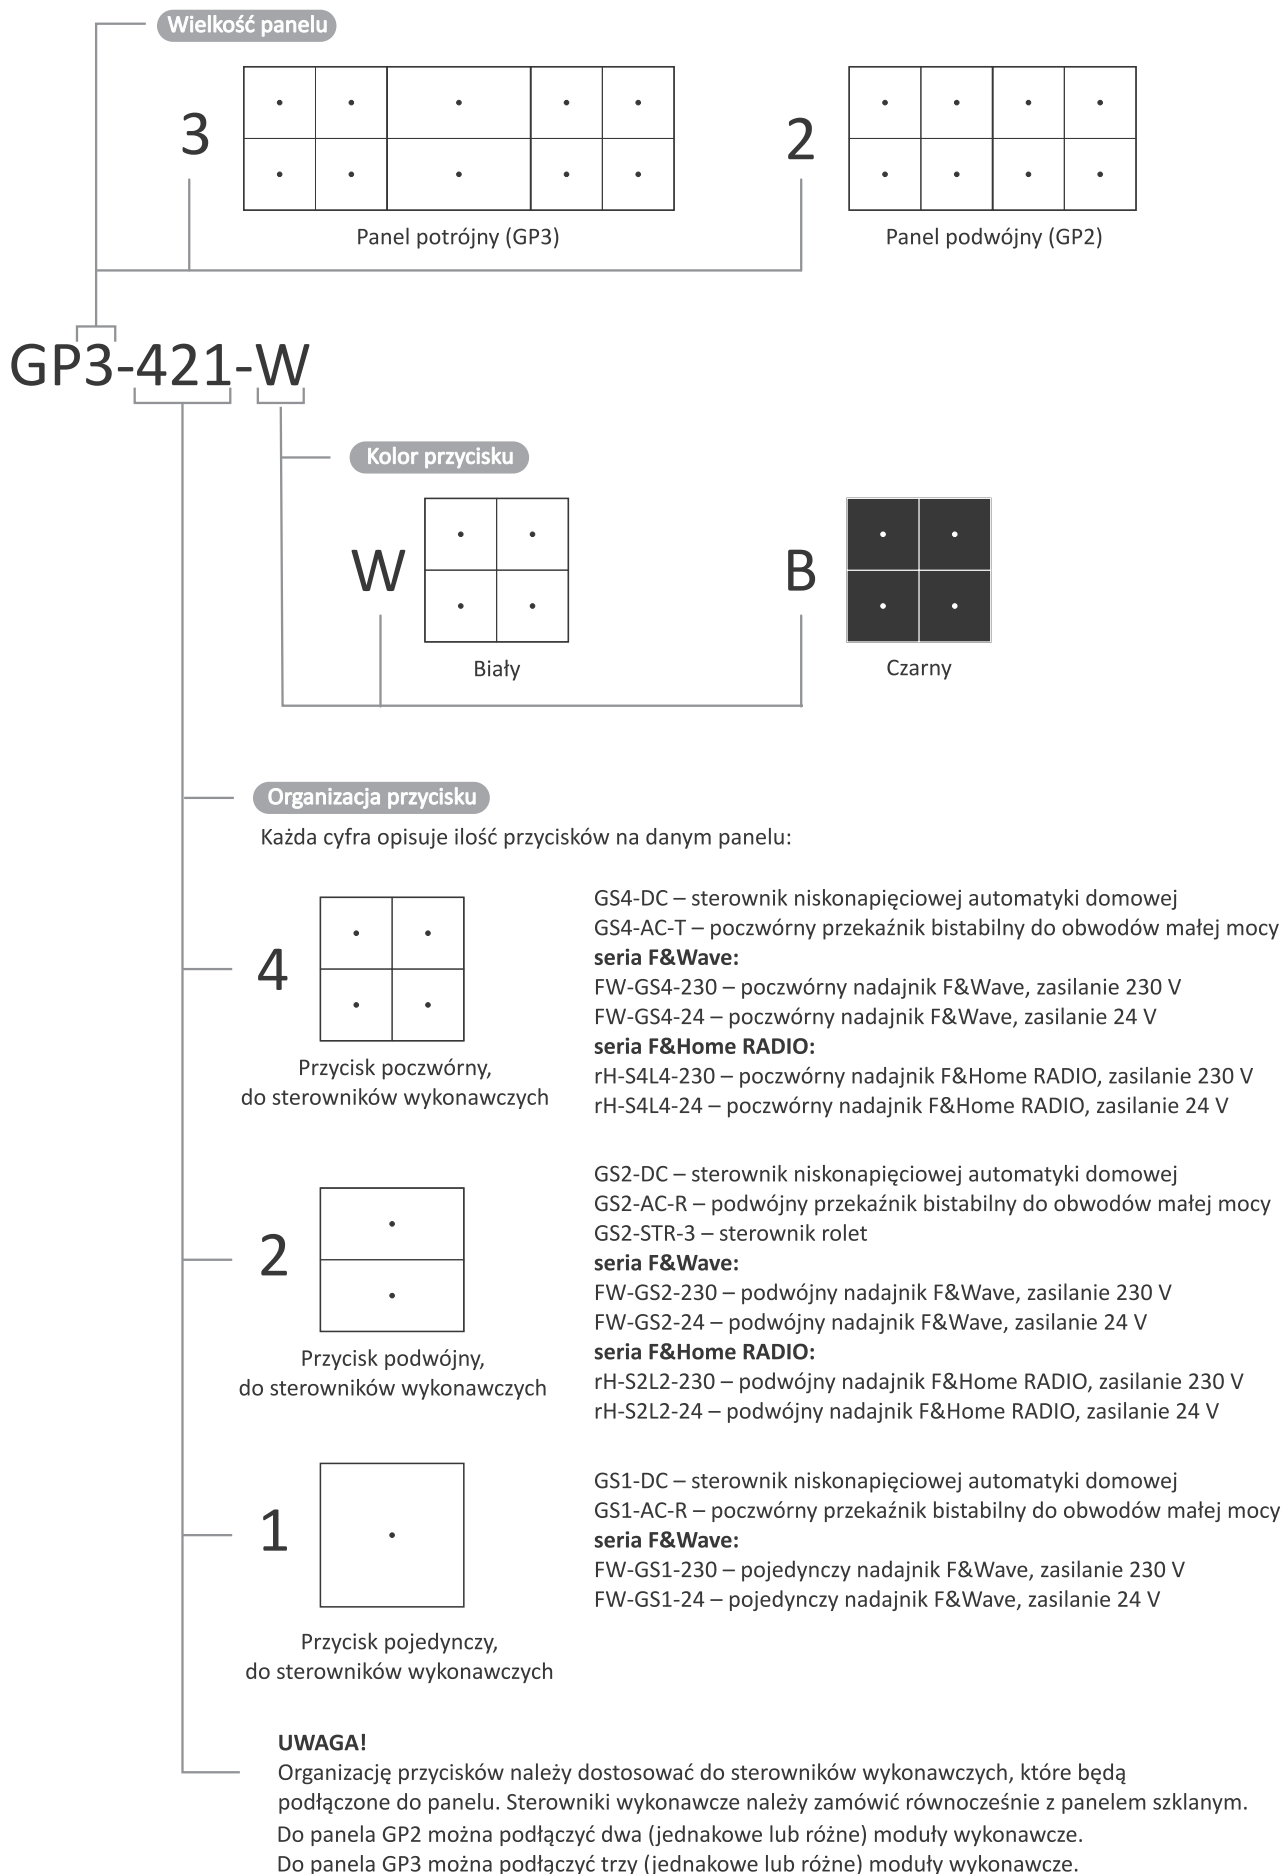 Wielkość panelu
3
2
Panel potrójny (GP3)
Panel podwójny (GP2)
GP3-421-W
Kolor przycisku
W
B
Biały
Czarny
Organizacja przycisku
Każda cyfra opisuje ilość przycisków na danym panelu:
4
Przycisk poczwórny,
do sterowników wykonawczych
GS4-DC – sterownik niskonapięciowej automatyki domowej
GS4-AC-T – poczwórny przekaźnik bistabilny do obwodów małej mocy
seria F&Wave:
FW-GS4-230 – poczwórny nadajnik F&Wave, zasilanie 230 V
FW-GS4-24 – poczwórny nadajnik F&Wave, zasilanie 24 V
seria F&Home RADIO:
rH-S4L4-230 – poczwórny nadajnik F&Home RADIO, zasilanie 230 V
rH-S4L4-24 – poczwórny nadajnik F&Home RADIO, zasilanie 24 V
2
Przycisk podwójny,
do sterowników wykonawczych
GS2-DC – sterownik niskonapięciowej automatyki domowej
GS2-AC-R – podwójny przekaźnik bistabilny do obwodów małej mocy
GS2-STR-3 – sterownik rolet
seria F&Wave:
FW-GS2-230 – podwójny nadajnik F&Wave, zasilanie 230 V
FW-GS2-24 – podwójny nadajnik F&Wave, zasilanie 24 V
seria F&Home RADIO:
rH-S2L2-230 – podwójny nadajnik F&Home RADIO, zasilanie 230 V
rH-S2L2-24 – podwójny nadajnik F&Home RADIO, zasilanie 24 V
1
Przycisk pojedynczy,
do sterowników wykonawczych
GS1-DC – sterownik niskonapięciowej automatyki domowej
GS1-AC-R – poczwórny przekaźnik bistabilny do obwodów małej mocy
seria F&Wave:
FW-GS1-230 – pojedynczy nadajnik F&Wave, zasilanie 230 V
FW-GS1-24 – pojedynczy nadajnik F&Wave, zasilanie 24 V
UWAGA!
Organizację przycisków należy dostosować do sterowników wykonawczych, które będą
podłączone do panelu. Sterowniki wykonawcze należy zamówić równocześnie z panelem szklanym.
Do panela GP2 można podłączyć dwa (jednakowe lub różne) moduły wykonawcze.
Do panela GP3 można podłączyć trzy (jednakowe lub różne) moduły wykonawcze.